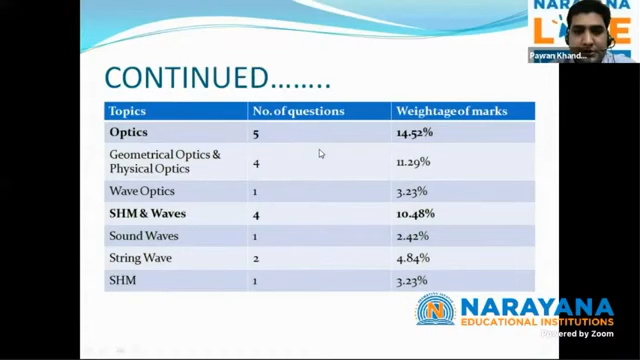 NARAYANA
Pawan Khand...
CONTINUED........
Topics No. of questions Weightage of marks
Optics 5 14.52%
Geometrical Optics &
Physical Optics 4 11.29%
Wave Optics 1 3.23%
SHM & Waves 4 10.48%
Sound Waves 1 2.42%
String Wave 2 4.84%
SHM 1 3.23%
NARAYANA
EDUCATIONAL INSTITUTIONS
Powered by Zoom